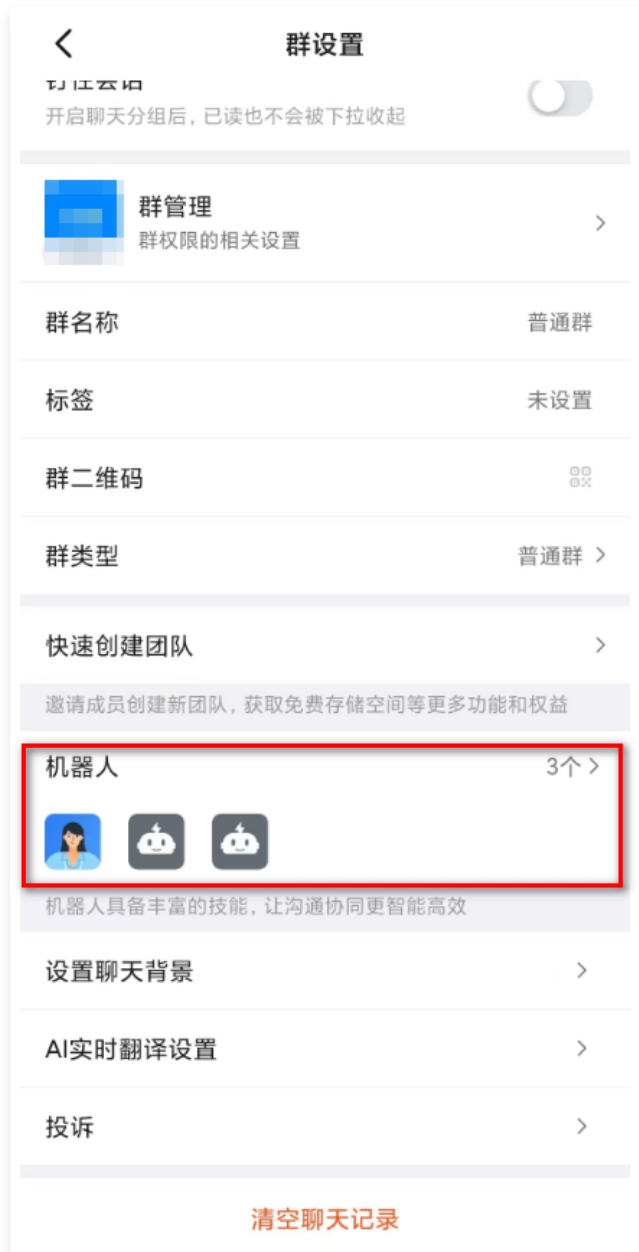 群设置
钉住会话
开启聊天分组后，已读也不会被下拉收起
群管理
群权限的相关设置
群名称
普通群
标签
未设置
群二维码
群类型
普通群
快速创建团队
邀请成员创建新团队，获取免费存储空间等更多功能和权益
机器人
3个
机器人具备丰富的技能，让沟通协同更智能高效
设置聊天背景
AI实时翻译设置
投诉
清空聊天记录